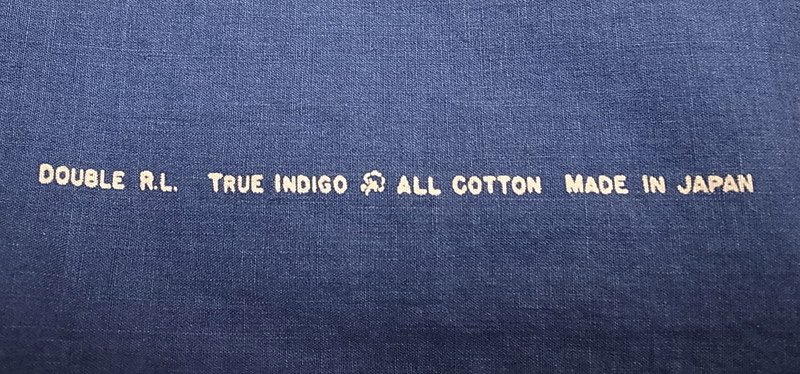 DOUBLE R.L. TRUE INDIGO ALL COTTON MADE IN JAPAN